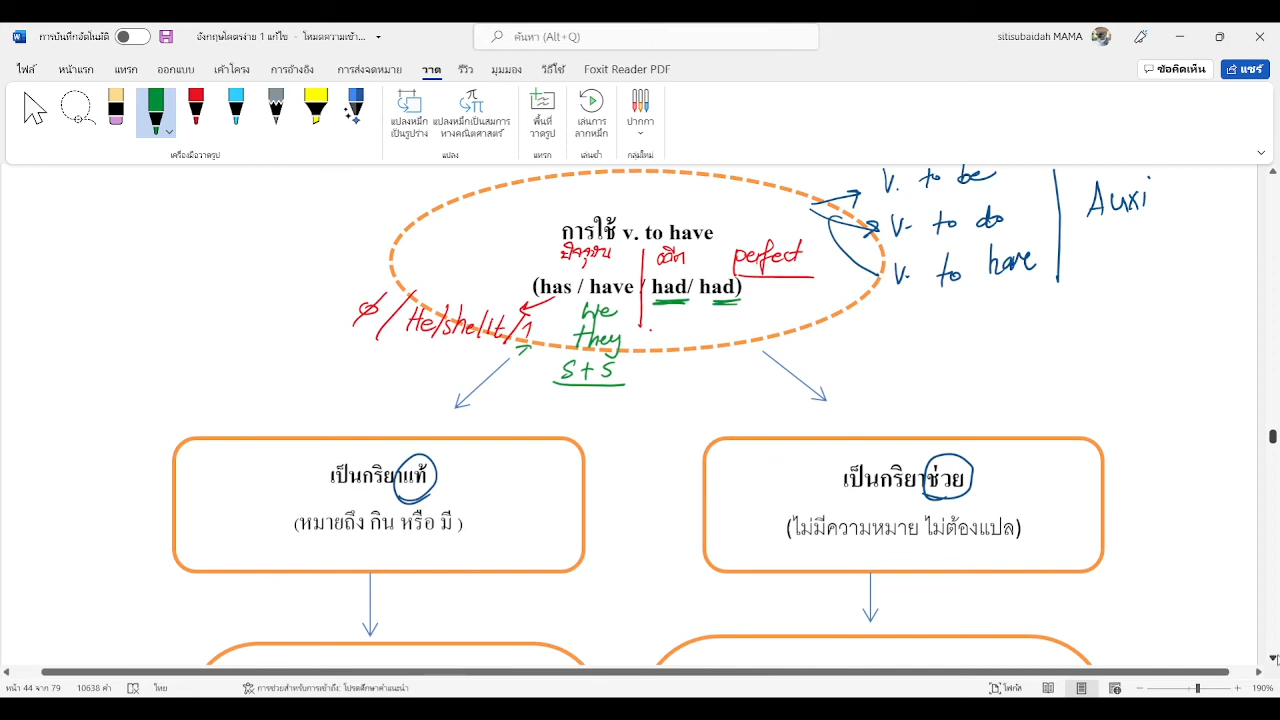 การบันทึกอัตโนมัติ
อังกฤษโคตรง่าย 1 แก้ไข - โหมดความเข้า...
ค้นหา (Alt+Q)
sitisubaidah MAMA
ไฟล์ หน้าแรก แทรก ออกแบบ เค้าโครง การอ้างอิง การส่งจดหมาย วาด รีวิว มุมมอง วิธีใช้ Foxit Reader PDF
ข้อคิดเห็น แชร์
แปลงหมึกเป็นรูปร่าง
แปลงหมึกเป็นสมการทางคณิตศาสตร์
พื้นที่วาดรูป
เล่นการลากหมึก
ปากกา
เครื่องมือวาดรูป แปลง แทรก เล่นซ้ำ กลุ่มใหม่
V. to be
V. to do
V. to have
Auxi
การใช้ v. to have
ปัจจุบัน อดีต perfect
(has / have / had/ had)
He/she/It/1
We
they
S+S
เป็นกริยาแท้
(หมายถึง กิน หรือ มี )
เป็นกริยาช่วย
(ไม่มีความหมาย ไม่ต้องแปล)
หน้า 44 จาก 79 10638 คำ ไทย การช่วยสำหรับการเข้าถึง: โปรดศึกษาคำแนะนำ โฟกัส 190%